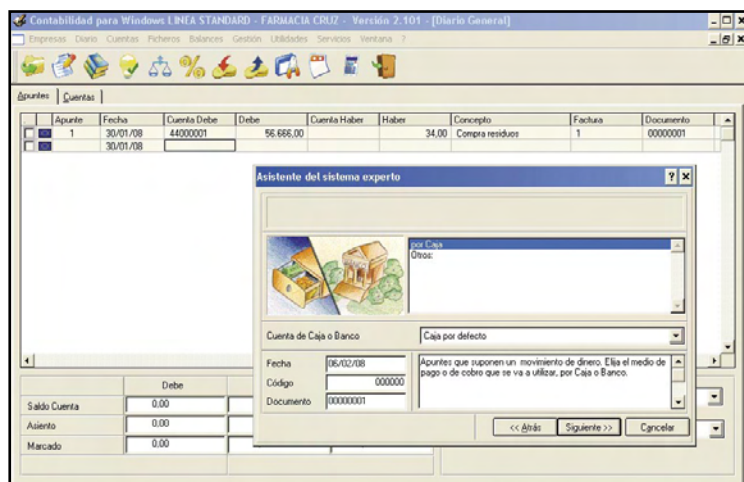 Contabilidad para Windows LINEA STANDARD - FARMACIA CRUZ - Versión 2.101 - [Diario General]
Empresas Diario Cuentas Ficheros Balances Gestión Utilidades Servicios Ventana ?
Apuntes Cuentas
Apunte Fecha Cuenta Debe Debe Cuenta Haber Haber Concepto Factura Documento
1 30/01/08 44000001 56.666,00 34,00 Compra residuos 1 00000001
30/01/08
Asistente del sistema experto
por Caja
Otros:
Cuenta de Caja o Banco Caja por defecto
Fecha 06/02/08
Código 000000
Documento 00000001
Apuntes que suponen un movimiento de dinero. Elija el medio de
pago o de cobro que se va a utilizar, por Caja o Banco.
<< Atrás Siguiente >> Cancelar
Debe
Saldo Cuenta 0,00
Asiento 0,00
Marcado 0,00